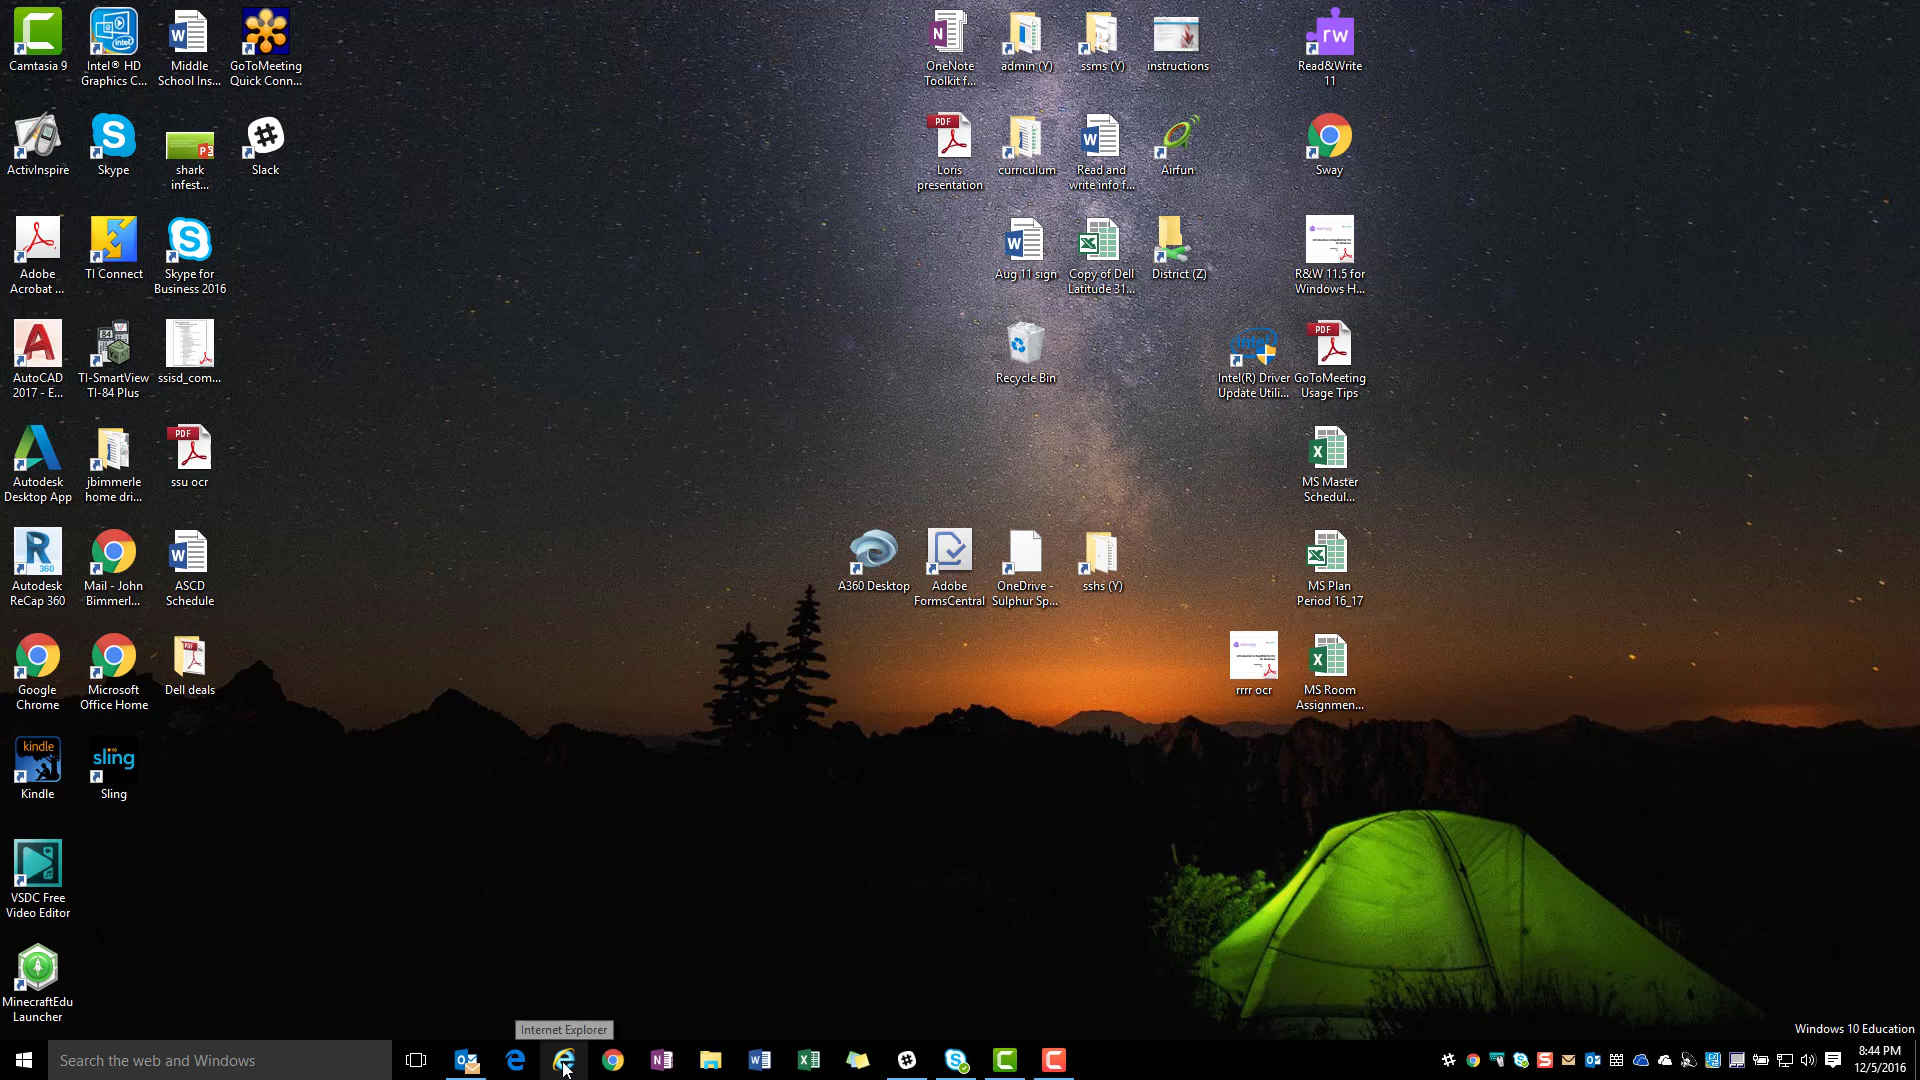 Camtasia 9
Intel® HD
Graphics C...
Middle
School Ins...
GoToMeeting
Quick Conn...
OneNote
Toolkit f...
admin (Y)
ssms (Y)
instructions
rw
Read&Write
11
ActivInspire
Skype
shark
infest...
Slack
PDF
Loris
presentation
curriculum
Read and
write info f...
Airfun
Sway
Adobe
Acrobat ...
TI Connect
Skype for
Business 2016
Aug 11 sign
Copy of Dell
Latitude 31...
District (Z)
R&W 11.5 for
Windows H...
AutoCAD
2017 - E...
TI-SmartView
TI-84 Plus
ssisd_com...
Recycle Bin
Intel(R) Driver
Update Utili...
PDF
GoToMeeting
Usage Tips
Autodesk
Desktop App
jbimmerle
home dri...
PDF
ssu ocr
MS Master
Schedul...
Autodesk
ReCap 360
Mail - John
Bimmerl...
ASCD
Schedule
A360 Desktop
Adobe
FormsCentral
OneDrive -
Sulphur Sp...
sshs (Y)
MS Plan
Period 16_17
Google
Chrome
Microsoft
Office Home
Dell deals
rrrr ocr
MS Room
Assignmen...
kindle
Kindle
sling
Sling
VSDC Free
Video Editor
MinecraftEdu
Launcher
Internet Explorer
Windows 10 Education
Search the web and Windows
8:44 PM
12/5/2016